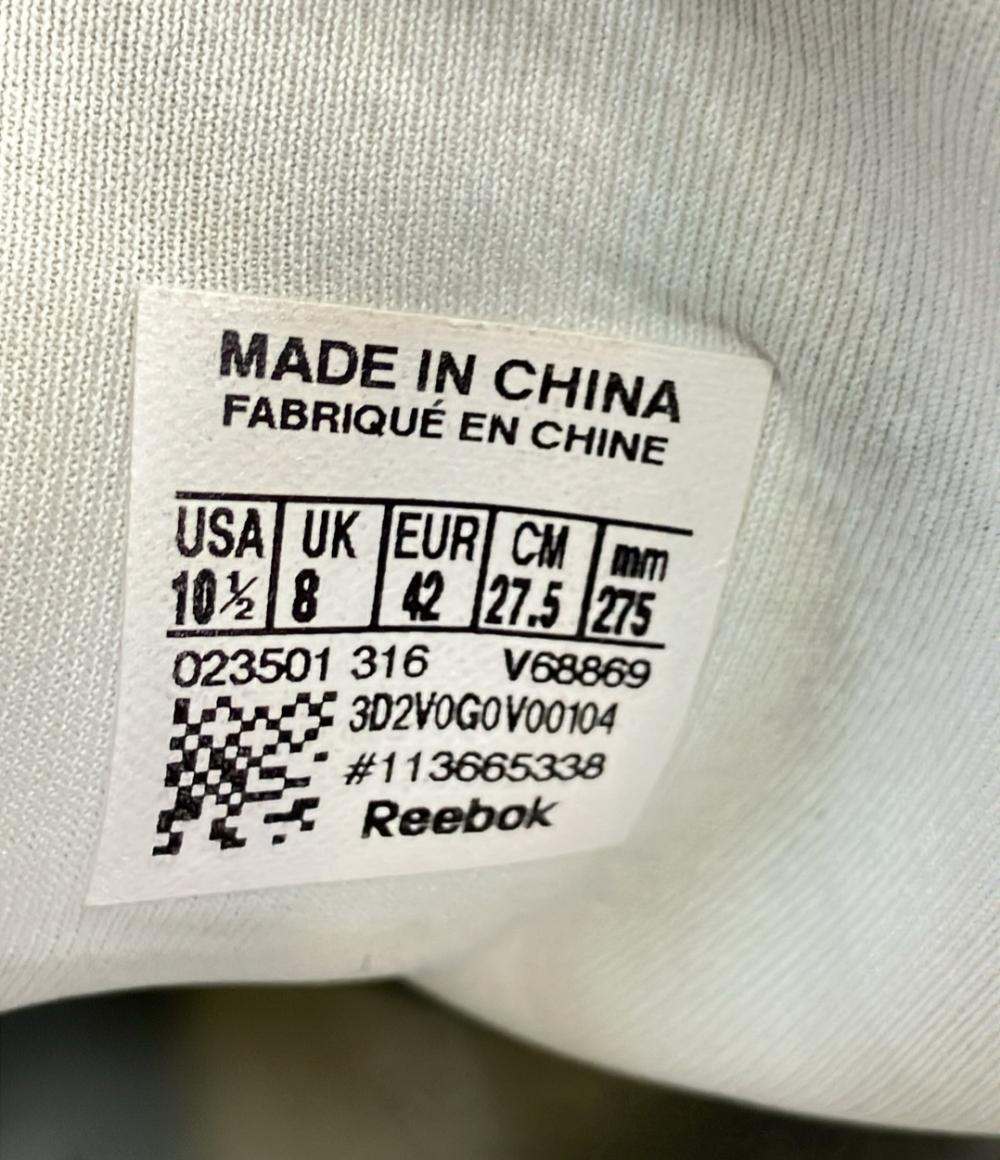 MADE IN CHINA
FABRIQUÉ EN CHINE
USA UK EUR CM mm
10½ 8 42 27.5 275
023501 316 V68869
3D2V0G0V00104
#113665338
Reebok